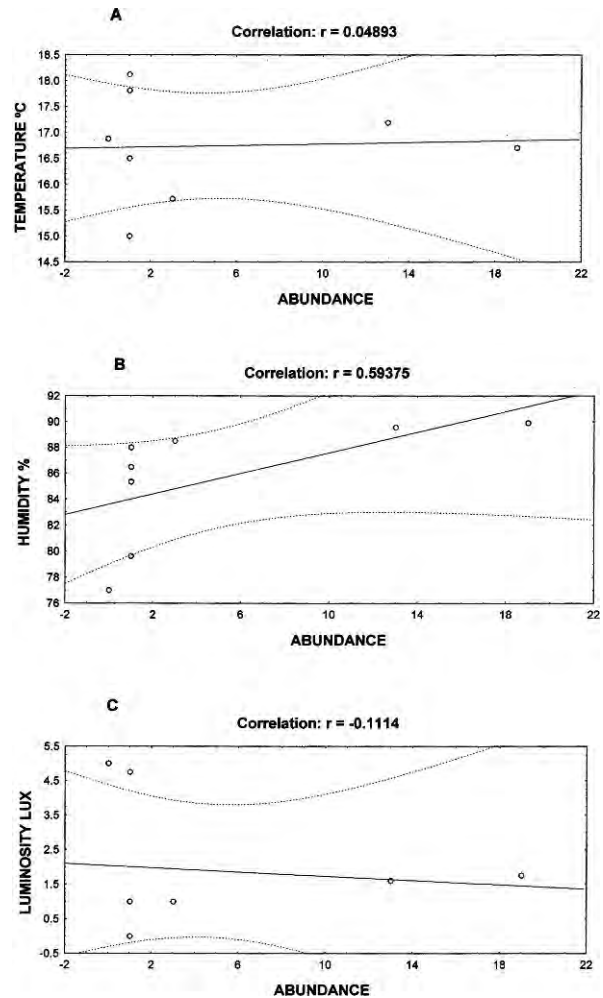 A
Correlation: r = 0.04893
TEMPERATURE ºC
18.5
18.0
17.5
17.0
16.5
16.0
15.5
15.0
14.5
-2 2 6 10 14 18 22
ABUNDANCE
B
Correlation: r = 0.59375
HUMIDITY %
92
90
88
86
84
82
80
78
76
-2 2 6 10 14 18 22
ABUNDANCE
C
Correlation: r = -0.1114
LUMINOSITY LUX
5.5
4.5
3.5
2.5
1.5
0.5
-0.5
-2 2 6 10 14 18 22
ABUNDANCE